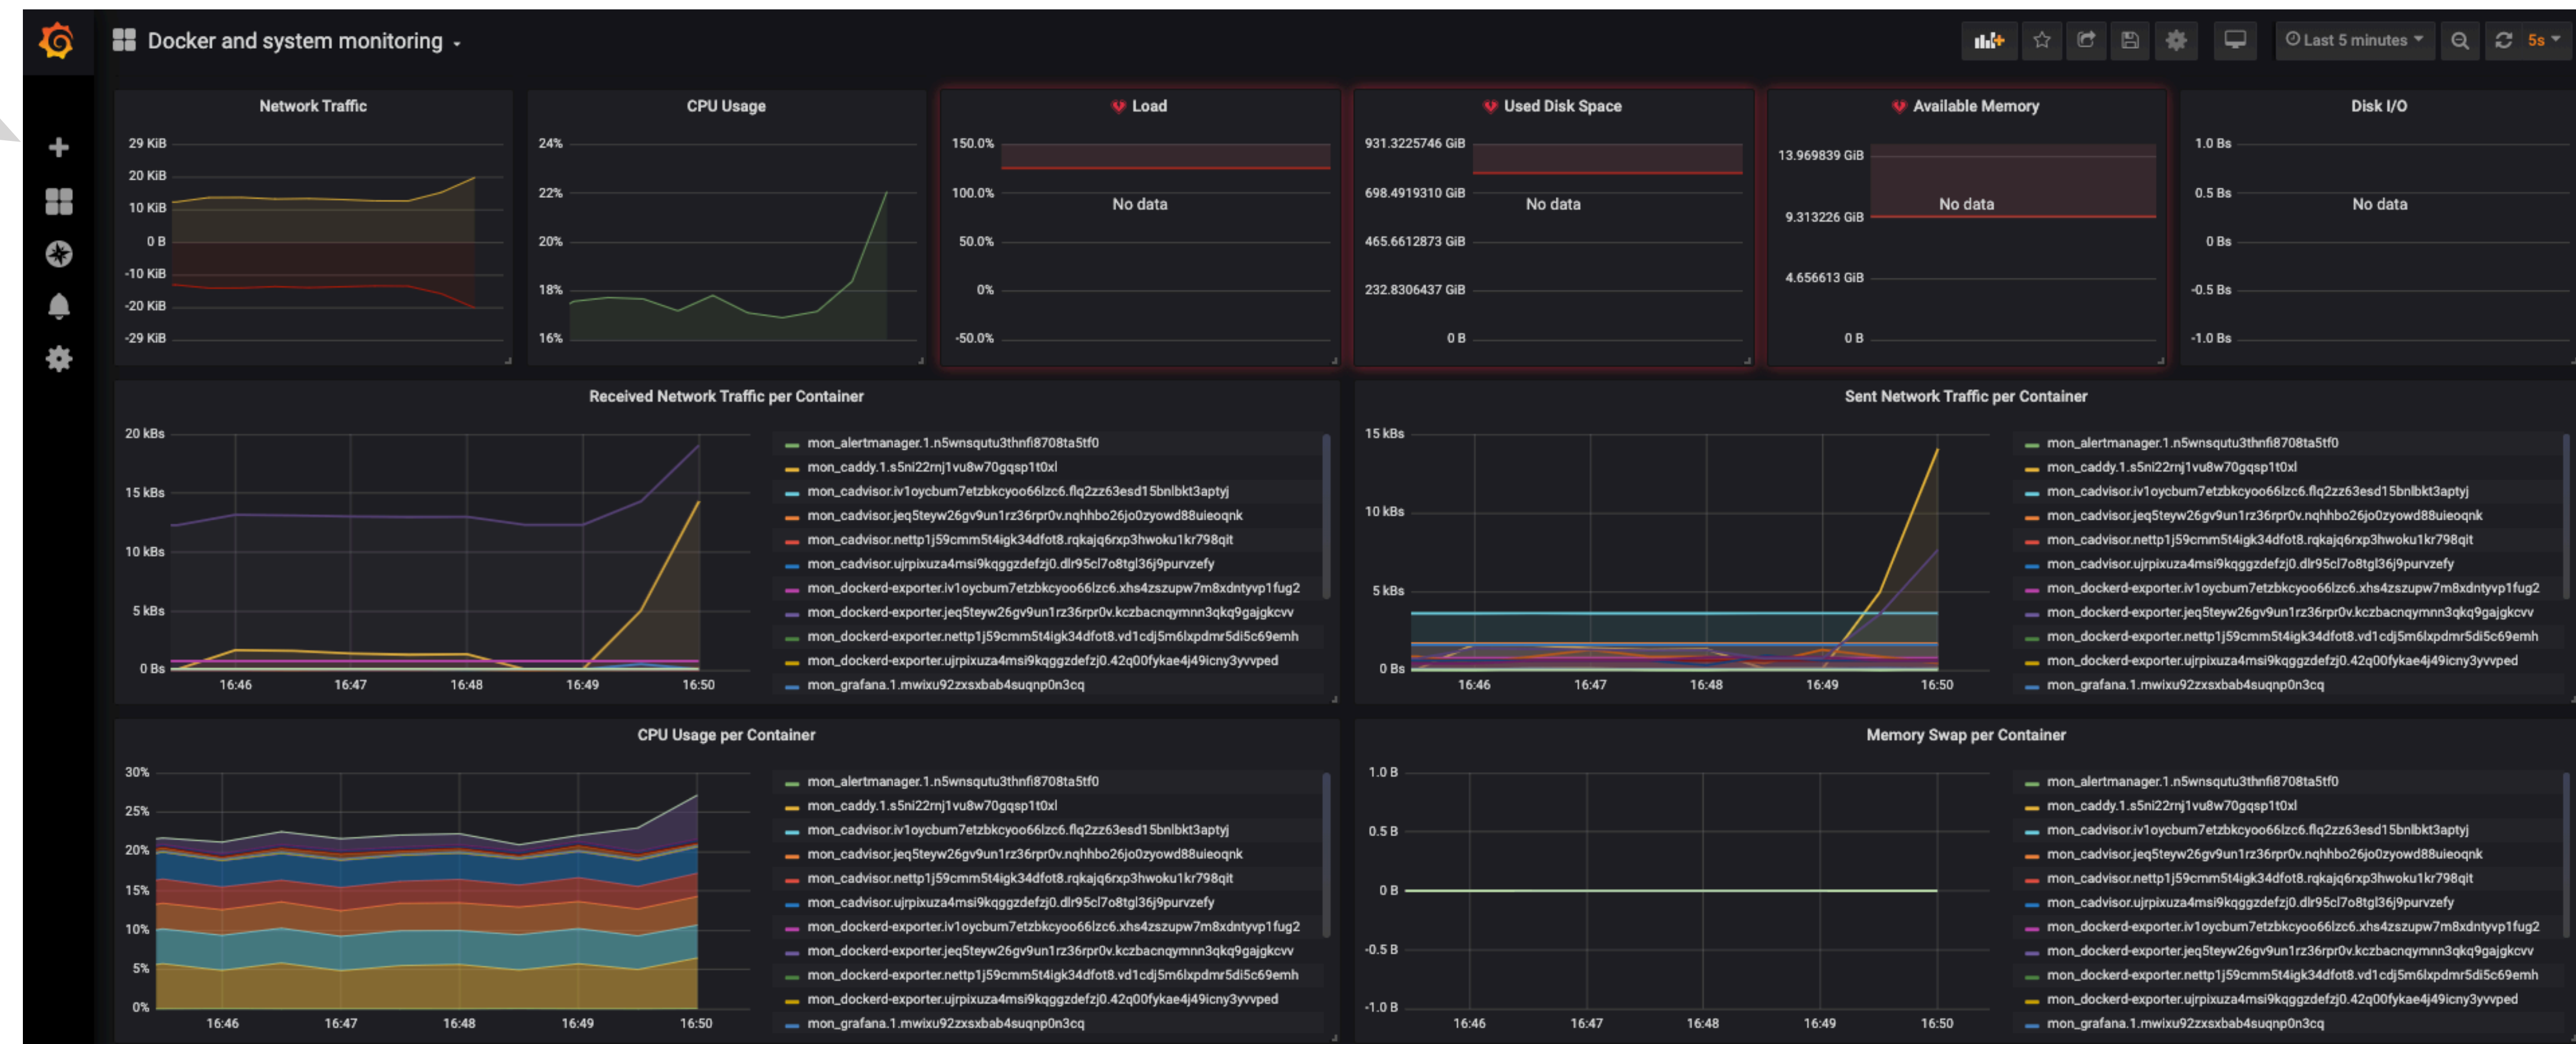 Docker and system monitoring
Last 5 minutes
5s
Network Traffic
29 KiB
20 KiB
10 KiB
0 B
-10 KiB
-20 KiB
-29 KiB
CPU Usage
24%
22%
20%
18%
16%
Load
150.0%
100.0%
50.0%
0%
-50.0%
No data
Used Disk Space
931.3225746 GiB
698.4919310 GiB
465.6612873 GiB
232.8306437 GiB
0 B
No data
Available Memory
13.969839 GiB
9.313226 GiB
4.656613 GiB
0 B
No data
Disk I/O
1.0 Bs
0.5 Bs
0 Bs
-0.5 Bs
-1.0 Bs
No data
Received Network Traffic per Container
20 kBs
15 kBs
10 kBs
5 kBs
0 Bs
16:46 16:47 16:48 16:49 16:50
mon_alertmanager.1.n5wnsqutu3thnfi8708ta5tf0
mon_caddy.1.s5ni22rnj1vu8w70gqsp1t0xl
mon_cadvisor.iv1oycbum7etzbkcyoo66lzc6.flq2zz63esd15bnlbkt3aptyj
mon_cadvisor.jeq5teyw26gv9un1rz36rpr0v.nqhhbo26jo0zyowd88uieoqnk
mon_cadvisor.nettp1j59cmm5t4igk34dfot8.rqkajq6rxp3hwoku1kr798qit
mon_cadvisor.ujrpixuza4msi9kqggzdefzj0.dlr95cl7o8tgl36j9purvzefy
mon_dockerd-exporter.iv1oycbum7etzbkcyoo66lzc6.xhs4zszupw7m8xdntyvp1fug2
mon_dockerd-exporter.jeq5teyw26gv9un1rz36rpr0v.kczbacnqymnn3qkq9gajgkcvv
mon_dockerd-exporter.nettp1j59cmm5t4igk34dfot8.vd1cdj5m6lxpdmr5di5c69emh
mon_dockerd-exporter.ujrpixuza4msi9kqggzdefzj0.42q00fykae4j49icny3yvvped
mon_grafana.1.mwixu92zxsxbab4suqnp0n3cq
Sent Network Traffic per Container
15 kBs
10 kBs
5 kBs
0 Bs
16:46 16:47 16:48 16:49 16:50
mon_alertmanager.1.n5wnsqutu3thnfi8708ta5tf0
mon_caddy.1.s5ni22rnj1vu8w70gqsp1t0xl
mon_cadvisor.iv1oycbum7etzbkcyoo66lzc6.flq2zz63esd15bnlbkt3aptyj
mon_cadvisor.jeq5teyw26gv9un1rz36rpr0v.nqhhbo26jo0zyowd88uieoqnk
mon_cadvisor.nettp1j59cmm5t4igk34dfot8.rqkajq6rxp3hwoku1kr798qit
mon_cadvisor.ujrpixuza4msi9kqggzdefzj0.dlr95cl7o8tgl36j9purvzefy
mon_dockerd-exporter.iv1oycbum7etzbkcyoo66lzc6.xhs4zszupw7m8xdntyvp1fug2
mon_dockerd-exporter.jeq5teyw26gv9un1rz36rpr0v.kczbacnqymnn3qkq9gajgkcvv
mon_dockerd-exporter.nettp1j59cmm5t4igk34dfot8.vd1cdj5m6lxpdmr5di5c69emh
mon_dockerd-exporter.ujrpixuza4msi9kqggzdefzj0.42q00fykae4j49icny3yvvped
mon_grafana.1.mwixu92zxsxbab4suqnp0n3cq
CPU Usage per Container
30%
25%
20%
15%
10%
5%
0%
16:46 16:47 16:48 16:49 16:50
mon_alertmanager.1.n5wnsqutu3thnfi8708ta5tf0
mon_caddy.1.s5ni22rnj1vu8w70gqsp1t0xl
mon_cadvisor.iv1oycbum7etzbkcyoo66lzc6.flq2zz63esd15bnlbkt3aptyj
mon_cadvisor.jeq5teyw26gv9un1rz36rpr0v.nqhhbo26jo0zyowd88uieoqnk
mon_cadvisor.nettp1j59cmm5t4igk34dfot8.rqkajq6rxp3hwoku1kr798qit
mon_cadvisor.ujrpixuza4msi9kqggzdefzj0.dlr95cl7o8tgl36j9purvzefy
mon_dockerd-exporter.iv1oycbum7etzbkcyoo66lzc6.xhs4zszupw7m8xdntyvp1fug2
mon_dockerd-exporter.jeq5teyw26gv9un1rz36rpr0v.kczbacnqymnn3qkq9gajgkcvv
mon_dockerd-exporter.nettp1j59cmm5t4igk34dfot8.vd1cdj5m6lxpdmr5di5c69emh
mon_dockerd-exporter.ujrpixuza4msi9kqggzdefzj0.42q00fykae4j49icny3yvvped
mon_grafana.1.mwixu92zxsxbab4suqnp0n3cq
Memory Swap per Container
1.0 B
0.5 B
0 B
-0.5 B
-1.0 B
16:46 16:47 16:48 16:49 16:50
mon_alertmanager.1.n5wnsqutu3thnfi8708ta5tf0
mon_caddy.1.s5ni22rnj1vu8w70gqsp1t0xl
mon_cadvisor.iv1oycbum7etzbkcyoo66lzc6.flq2zz63esd15bnlbkt3aptyj
mon_cadvisor.jeq5teyw26gv9un1rz36rpr0v.nqhhbo26jo0zyowd88uieoqnk
mon_cadvisor.nettp1j59cmm5t4igk34dfot8.rqkajq6rxp3hwoku1kr798qit
mon_cadvisor.ujrpixuza4msi9kqggzdefzj0.dlr95cl7o8tgl36j9purvzefy
mon_dockerd-exporter.iv1oycbum7etzbkcyoo66lzc6.xhs4zszupw7m8xdntyvp1fug2
mon_dockerd-exporter.jeq5teyw26gv9un1rz36rpr0v.kczbacnqymnn3qkq9gajgkcvv
mon_dockerd-exporter.nettp1j59cmm5t4igk34dfot8.vd1cdj5m6lxpdmr5di5c69emh
mon_dockerd-exporter.ujrpixuza4msi9kqggzdefzj0.42q00fykae4j49icny3yvvped
mon_grafana.1.mwixu92zxsxbab4suqnp0n3cq